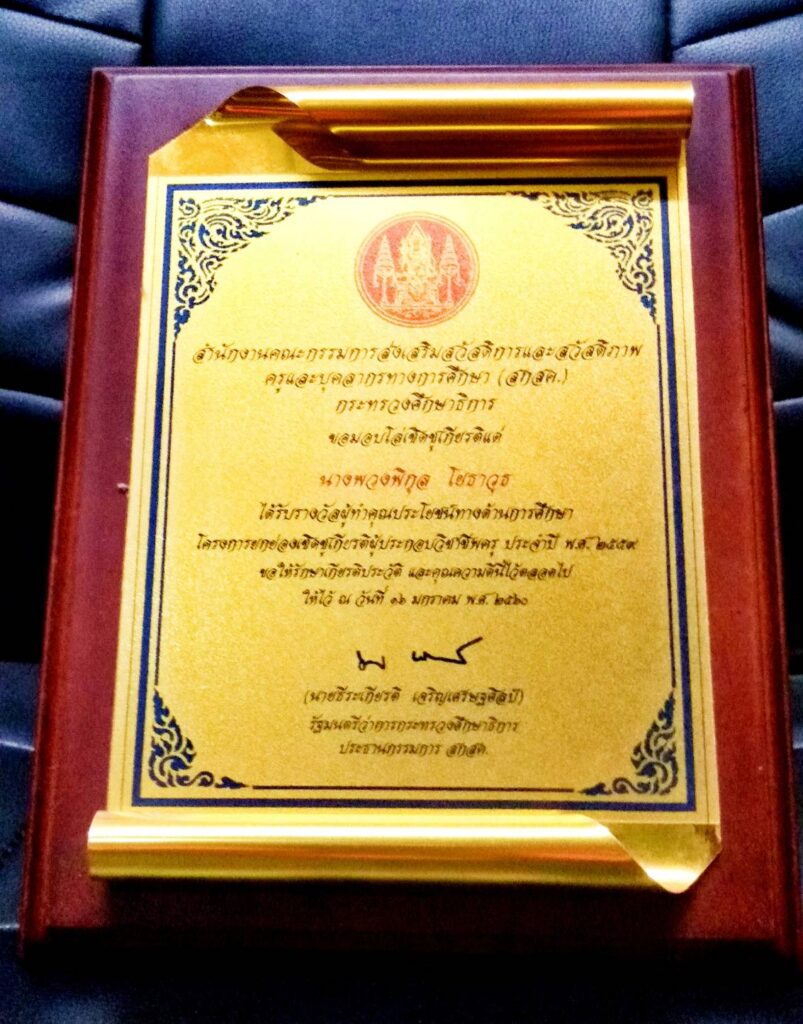 สำนักงานคณะกรรมการส่งเสริมสวัสดิการและสวัสดิภาพ
ครูและบุคลากรทางการศึกษา (สกสค.)
กระทรวงศึกษาธิการ
ขอมอบโล่เชิดชูเกียรติแด่
นางพวงพิกุล โยธาวุธ
ได้รับรางวัลผู้ทำคุณประโยชน์ทางด้านการศึกษา
โครงการยกย่องเชิดชูเกียรติผู้ประกอบวิชาชีพครู ประจำปี พ.ศ. ๒๕๕๙
ขอให้รักษาเกียรติประวัติ และคุณความดีนี้ไว้ตลอดไป
ให้ไว้ ณ วันที่ ๑๖ มกราคม พ.ศ. ๒๕๖๐
(นายธีระเกียรติ เจริญเศรษฐศิลป์)
รัฐมนตรีว่าการกระทรวงศึกษาธิการ
ประธานกรรมการ สกสค.